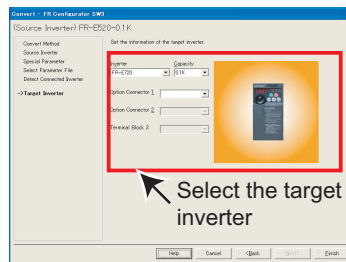 Convert - FR Configurator SW3
(Source Inverter) FR-E520-0.1K
Convert Method
Source Inverter
Special Parameter
Select Parameter File
Detect Connected Inverter
->Target Inverter
Set the information of the target inverter.
Inverter Capacity
FR-E720 0.1K
Option Connector 1
Option Connector 2
Terminal Block 3
Select the target
inverter
Help Cancel <Back Next> Finish